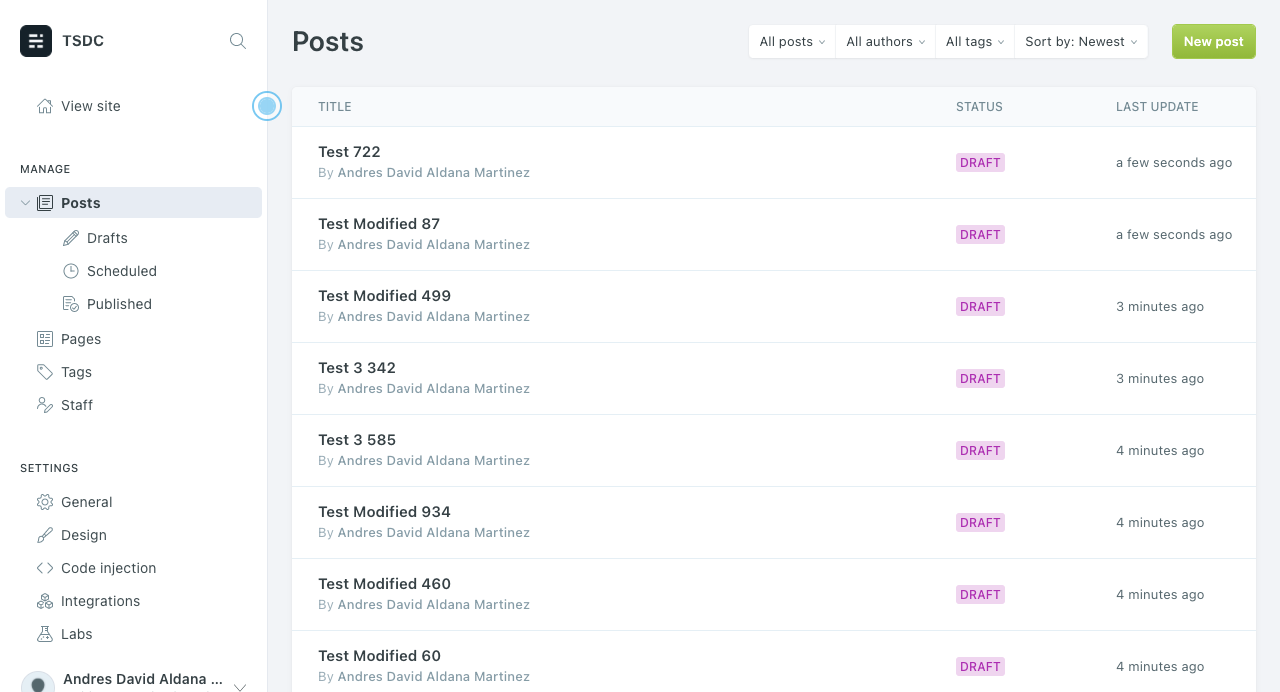 TSDC
View site
MANAGE
Posts
Drafts
Scheduled
Published
Pages
Tags
Staff
SETTINGS
General
Design
Code injection
Integrations
Labs
Andres David Aldana ...
Posts
All posts
All authors
All tags
Sort by: Newest
New post
TITLE STATUS LAST UPDATE
Test 722
By Andres David Aldana Martinez
DRAFT
a few seconds ago
Test Modified 87
By Andres David Aldana Martinez
DRAFT
a few seconds ago
Test Modified 499
By Andres David Aldana Martinez
DRAFT
3 minutes ago
Test 3 342
By Andres David Aldana Martinez
DRAFT
3 minutes ago
Test 3 585
By Andres David Aldana Martinez
DRAFT
4 minutes ago
Test Modified 934
By Andres David Aldana Martinez
DRAFT
4 minutes ago
Test Modified 460
By Andres David Aldana Martinez
DRAFT
4 minutes ago
Test Modified 60
By Andres David Aldana Martinez
DRAFT
4 minutes ago